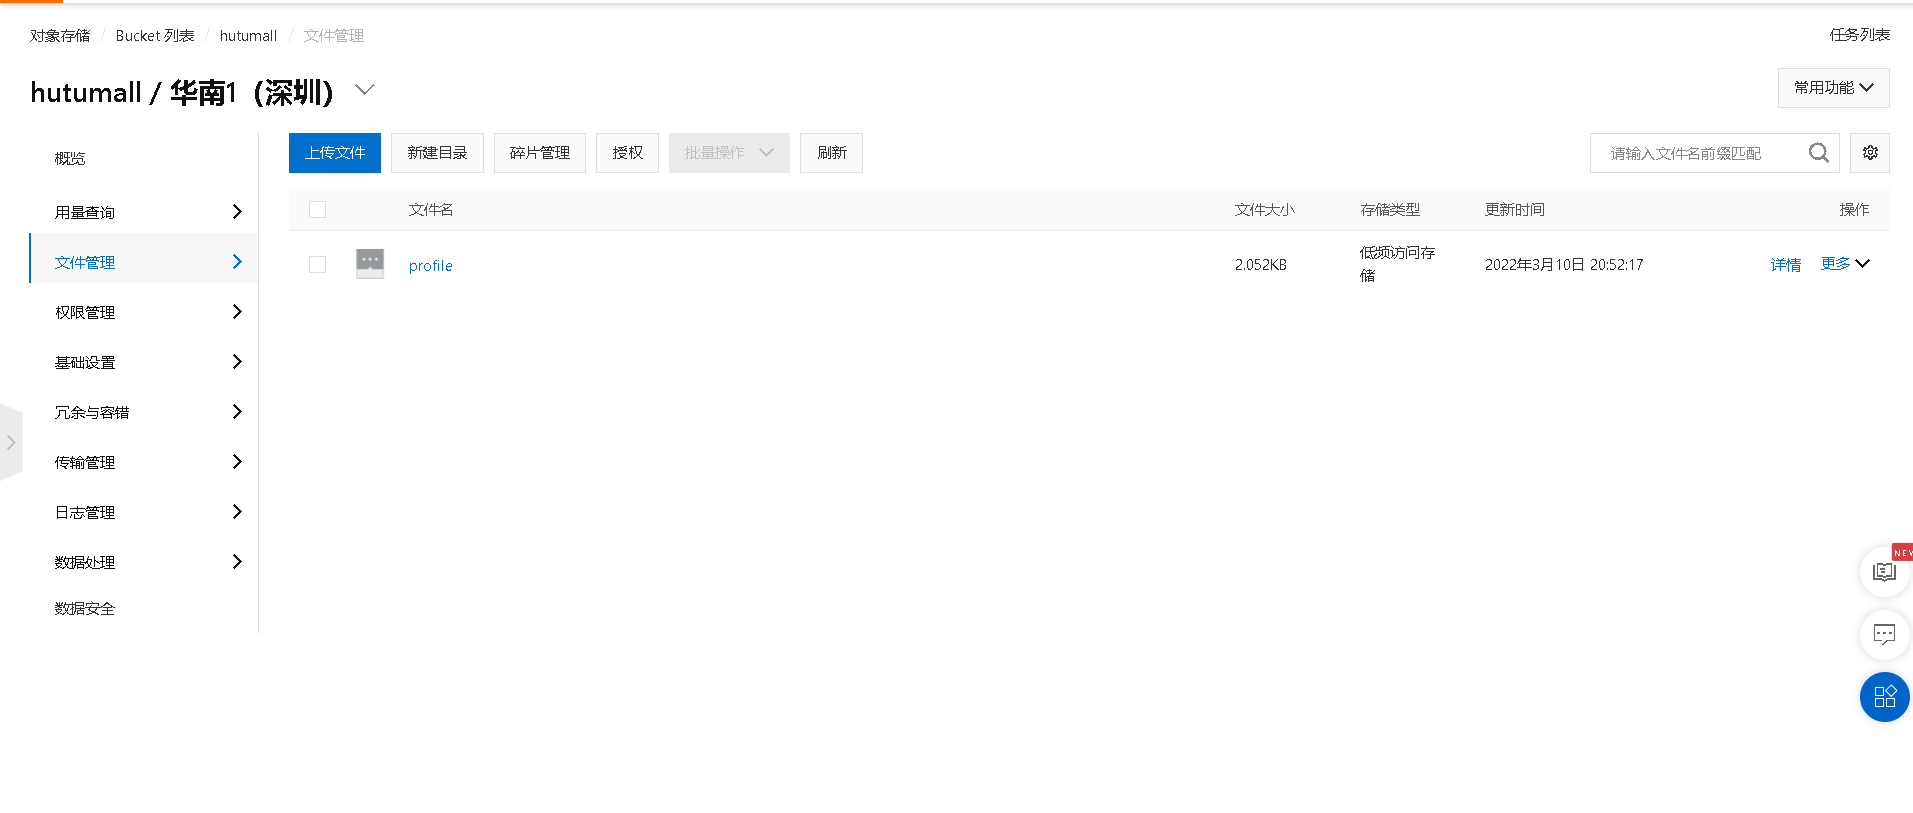 对象存储 / Bucket 列表 / hutumall / 文件管理
任务列表
hutumall / 华南1（深圳）
常用功能
概览
用量查询
文件管理
权限管理
基础设置
冗余与容错
传输管理
日志管理
数据处理
数据安全
上传文件 新建目录 碎片管理 授权 批量操作 刷新
请输入文件名前缀匹配
文件名 文件大小 存储类型 更新时间 操作
profile 2.052KB 低频访问存
储 2022年3月10日 20:52:17 详情 更多
NEW